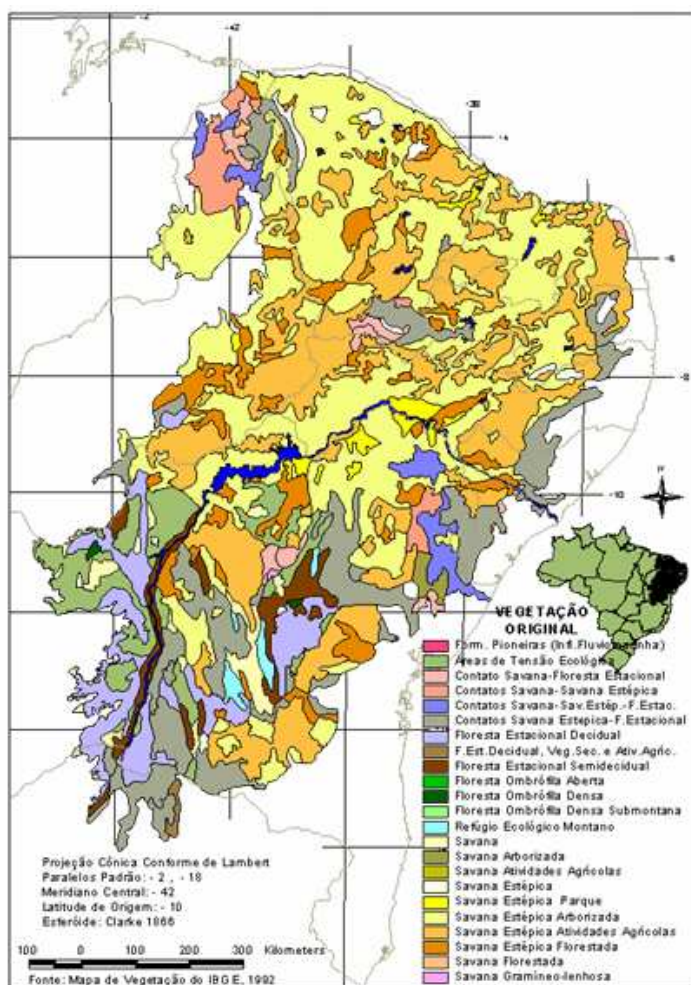 -2
-42
-38
-4
-6
-8
-10
N
VEGETAÇÃO
ORIGINAL
Form. Pioneiras
Áreas de Tensão Ecológica
Contato Savana-Floresta Estacional
Contatos Savana-Savana Estépica
Contatos Savana-Sav.Estép.-F.Estac.
Contatos Savana Estepica-F.Estacional
Floresta Estacional Decidual
F.Est.Decidual, Veg.Sec. e Ativ.Agríc.
Floresta Estacional Semidecidual
Floresta Ombrófila Aberta
Floresta Ombrófila Densa
Floresta Ombrófila Densa Submontana
Refúgio Ecológico Montano
Savana
Savana Arborizada
Savana Atividades Agrícolas
Savana Estépica
Savana Estépica Parque
Savana Estépica Arborizada
Savana Estépica Atividades Agrícolas
Savana Estépica Florestada
Savana Florestada
Savana Gramíneo-lenhosa
Projeção Cônica Conforme de Lambert
Paralelos Padrão: -2 , -18
Meridiano Central: -42
Latitude de Origem: -10
Esteróide: Clarke 1866
100 0 100 200 300 Kilometers
Fonte: Mapa de Vegetação do IBGE, 1992